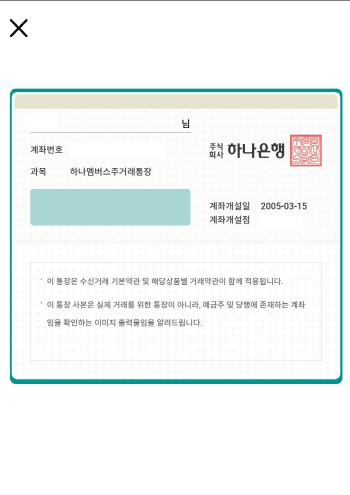 님
계좌번호
과목 하나멤버스주거래통장
주식
회사 하나은행
계좌개설일 2005-03-15
계좌개설점
' 이 통장은 수신거래 기본약관 및 해당상품별 거래약관이 함께 적용됩니다.
' 이 통장 사본은 실제 거래를 위한 통장이 아니라, 예금주 및 당행에 존재하는 계좌
임을 확인하는 이미지 출력물임을 알려드립니다.